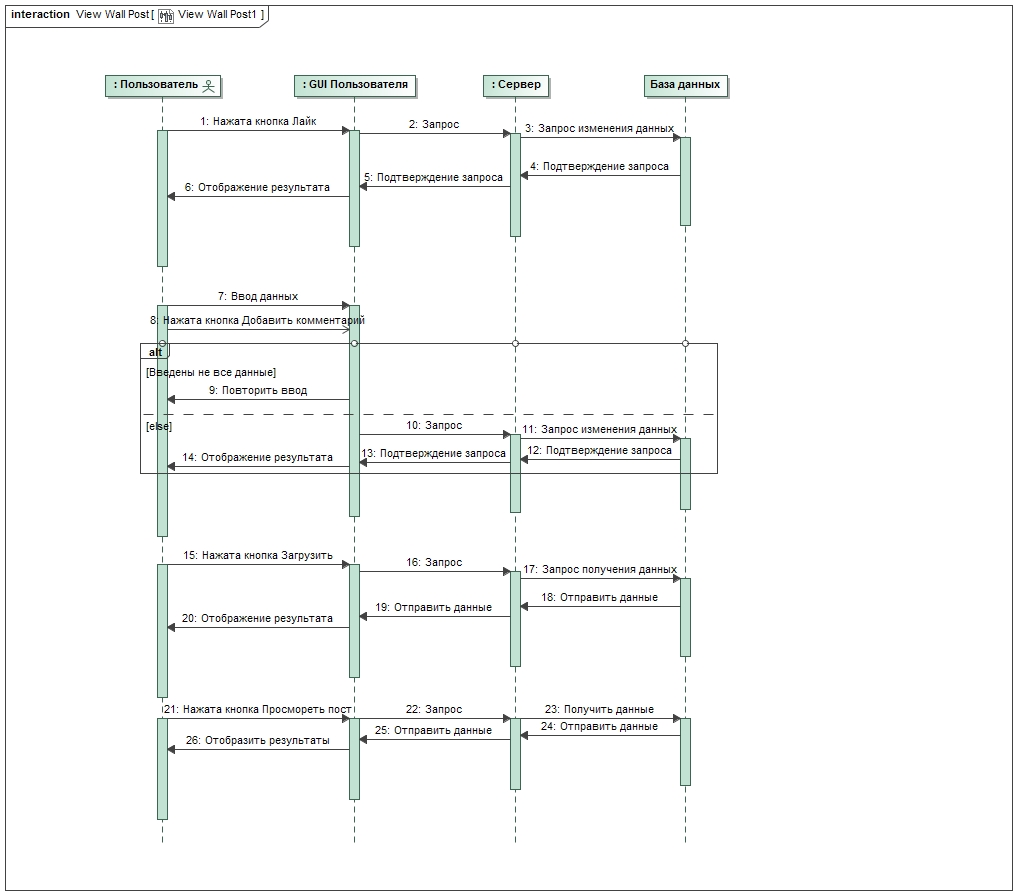 interaction View Wall Post [ View Wall Post1 ]
: Пользователь
: GUI Пользователя
: Сервер
База данных
1: Нажата кнопка Лайк
2: Запрос
3: Запрос изменения данных
4: Подтверждение запроса
5: Подтверждение запроса
6: Отображение результата
7: Ввод данных
8: Нажата кнопка Добавить комментарий
alt
[Введены не все данные]
9: Повторить ввод
[else]
10: Запрос
11: Запрос изменения данных
12: Подтверждение запроса
13: Подтверждение запроса
14: Отображение результата
15: Нажата кнопка Загрузить
16: Запрос
17: Запрос получения данных
18: Отправить данные
19: Отправить данные
20: Отображение результата
21: Нажата кнопка Просмореть пост
22: Запрос
23: Получить данные
24: Отправить данные
25: Отправить данные
26: Отобразить результаты